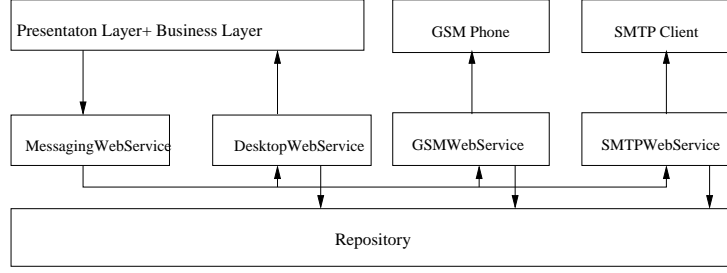 Presentaton Layer+ Business Layer
GSM Phone
SMTP Client
MessagingWebService
DesktopWebService
GSMWebService
SMTPWebService
Repository